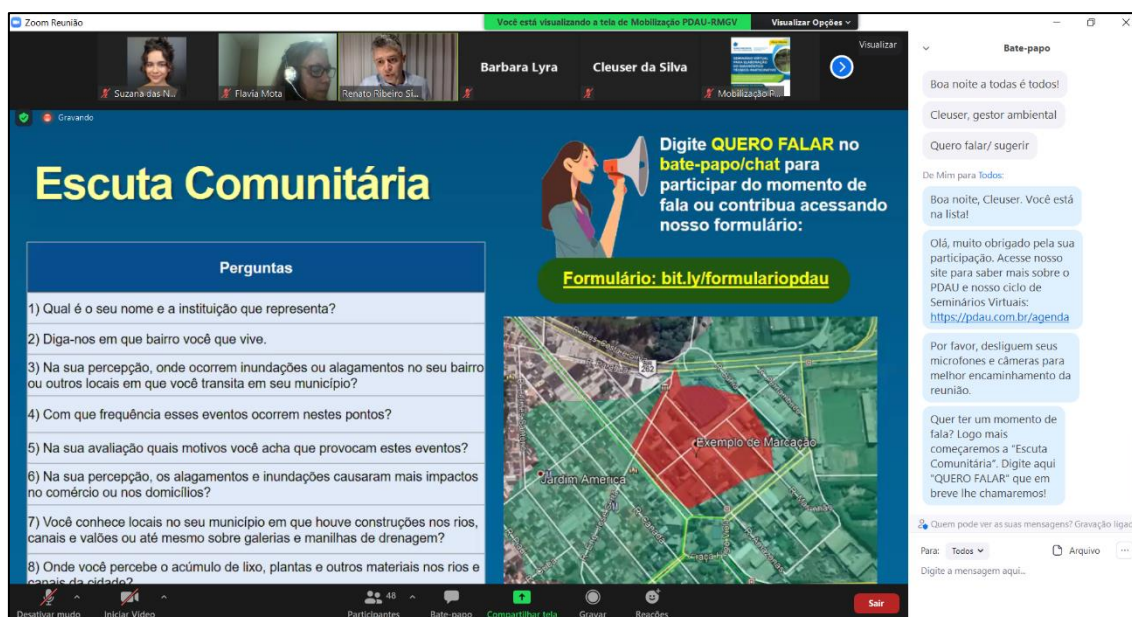 Zoom Reunião
Você está visualizando a tela de Mobilização PDAU-RMGV
Visualizar Opções
Visualizar
Suzana das N...
Flavia Mota
Renato Ribeiro Si...
Barbara Lyra
Cleuser da Silva
Mobilização P...
Gravando
Escuta Comunitária
Digite QUERO FALAR no
bate-papo/chat para
participar do momento de
fala ou contribua acessando
nosso formulário:
Formulário: bit.ly/formulariopdau
Perguntas
1) Qual é o seu nome e a instituição que representa?
2) Diga-nos em que bairro você que vive.
3) Na sua percepção, onde ocorrem inundações ou alagamentos no seu bairro
ou outros locais em que você transita em seu município?
4) Com que frequência esses eventos ocorrem nestes pontos?
5) Na sua avaliação quais motivos você acha que provocam estes eventos?
6) Na sua percepção, os alagamentos e inundações causaram mais impactos
no comércio ou nos domicílios?
7) Você conhece locais no seu município em que houve construções nos rios,
canais e valões ou até mesmo sobre galerias e manilhas de drenagem?
8) Onde você percebe o acúmulo de lixo, plantas e outros materiais nos rios e
canais da cidade?
262
Exemplo de Marcação
Jardim América
Desativar mudo
Iniciar Vídeo
Participantes
48
Bate-papo
Compartilhar tela
Gravar
Reações
Sair
Bate-papo
Boa noite a todas é todos!
Cleuser, gestor ambiental
Quero falar/ sugerir
De Mim para Todos:
Boa noite, Cleuser. Você está
na lista!
Olá, muito obrigado pela sua
participação. Acesse nosso
site para saber mais sobre o
PDAU e nosso ciclo de
Seminários Virtuais:
https://pdau.com.br/agenda
Por favor, desliguem seus
microfones e câmeras para
melhor encaminhamento da
reunião.
Quer ter um momento de
fala? Logo mais
começaremos a "Escuta
Comunitária". Digite aqui
"QUERO FALAR" que em
breve lhe chamaremos!
Quem pode ver as suas mensagens? Gravação ligada
Para: Todos
Arquivo
Digite a mensagem aqui...